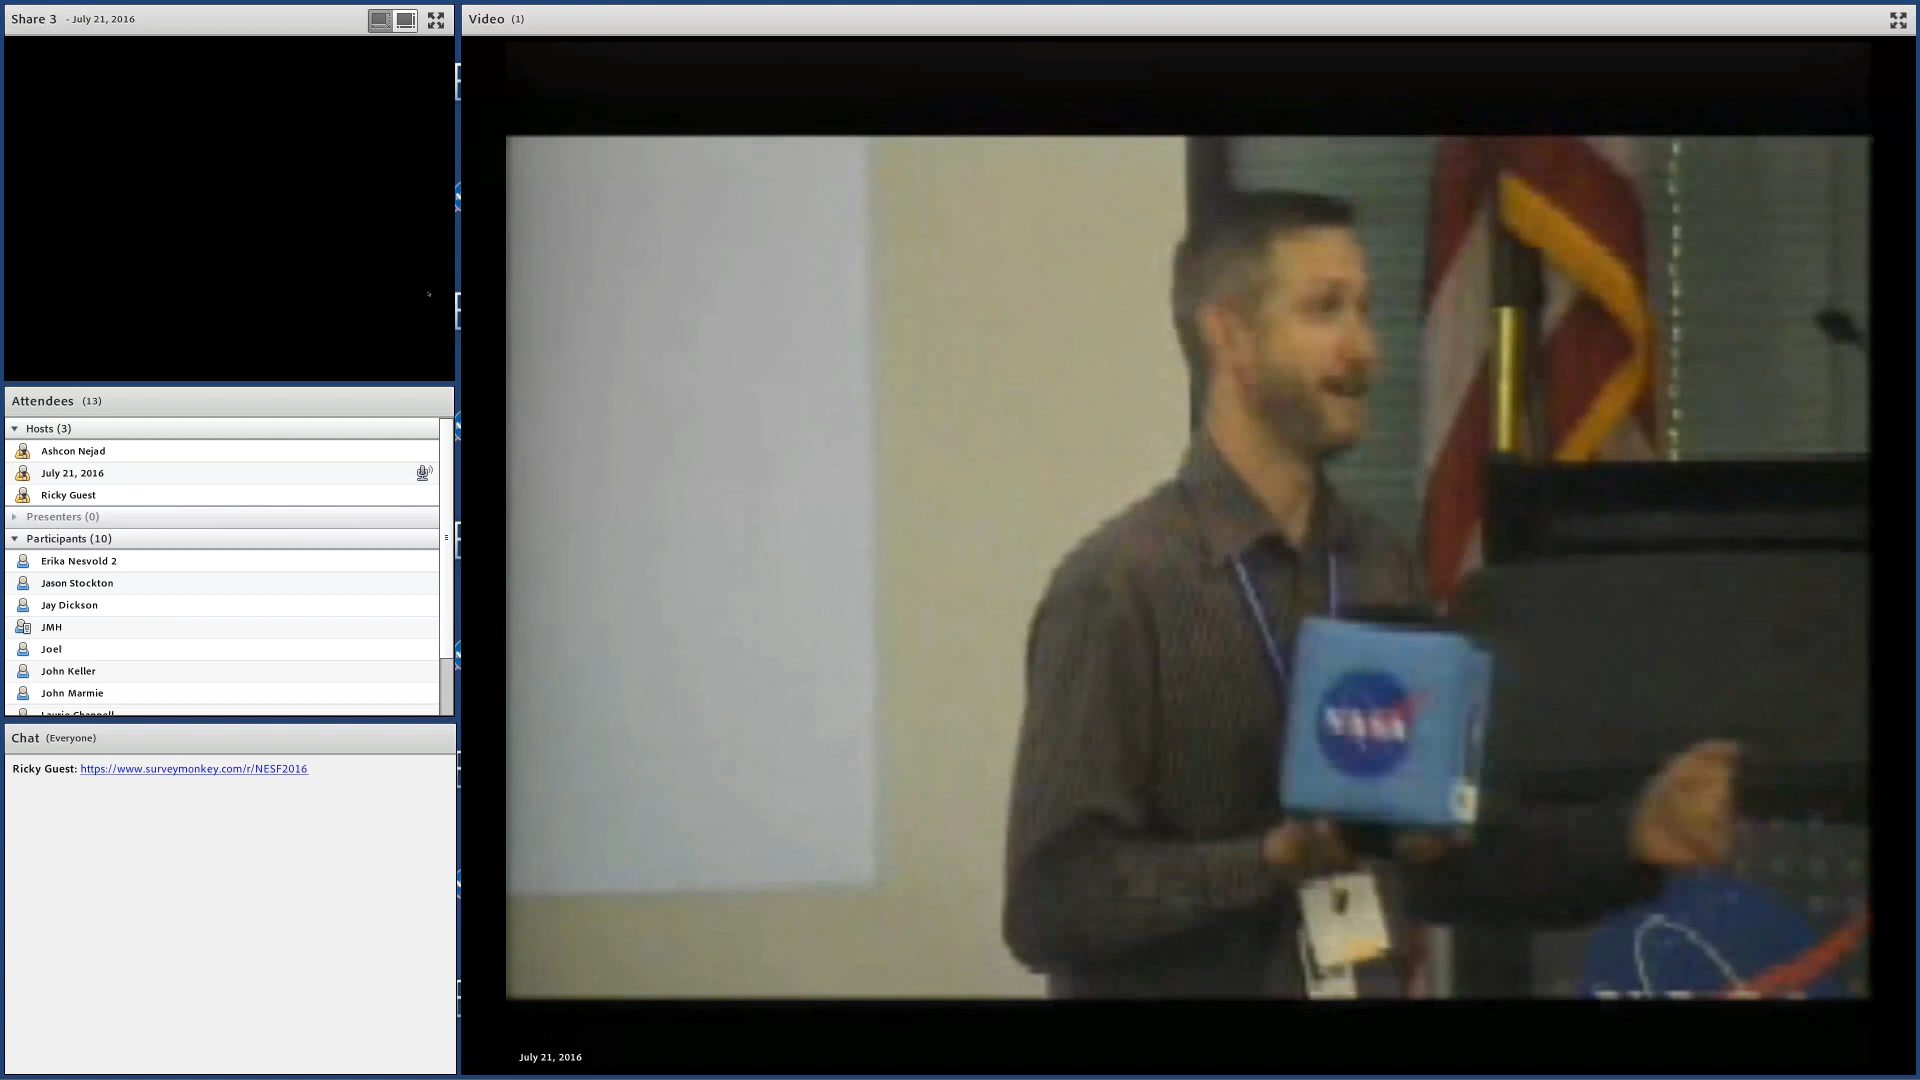 Share 3 - July 21, 2016
Attendees (13)
Hosts (3)
Ashcon Nejad
July 21, 2016
Ricky Guest
Presenters (0)
Participants (10)
Erika Nesvold 2
Jason Stockton
Jay Dickson
JMH
Joel
John Keller
John Marmie
Laurie Chappell
Chat (Everyone)
Ricky Guest: https://www.surveymonkey.com/r/NESF2016
Video (1)
NASA
July 21, 2016